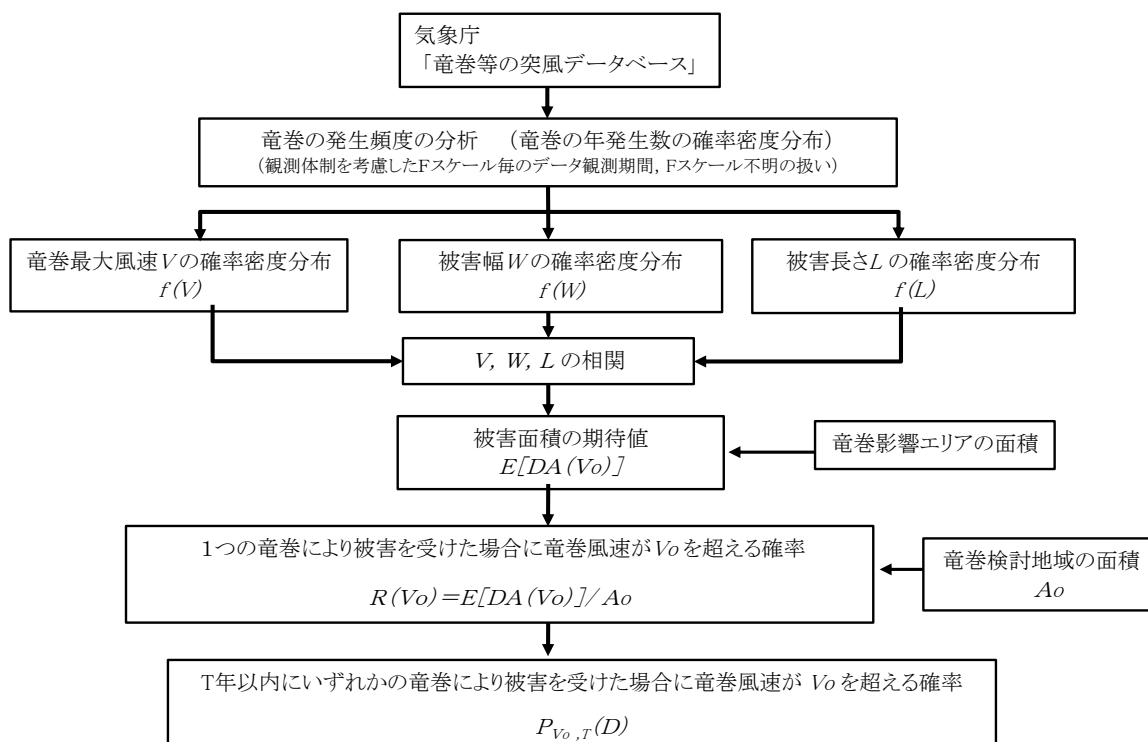 気象庁
「竜巻等の突風データベース」
竜巻の発生頻度の分析 （竜巻の年発生数の確率密度分布）
（観測体制を考慮したFスケール毎のデータ観測期間，Fスケール不明の扱い）
竜巻最大風速Vの確率密度分布
f(V)
被害幅Wの確率密度分布
f(W)
被害長さLの確率密度分布
f(L)
V，W，Lの相関
被害面積の期待値
E[DA(Vo)]
竜巻影響エリアの面積
1つの竜巻により被害を受けた場合に竜巻風速がVoを超える確率
R(Vo)=E[DA(Vo)]/Ao
竜巻検討地域の面積
Ao
T年以内にいずれかの竜巻により被害を受けた場合に竜巻風速が Voを超える確率
P_{Vo,T}(D)